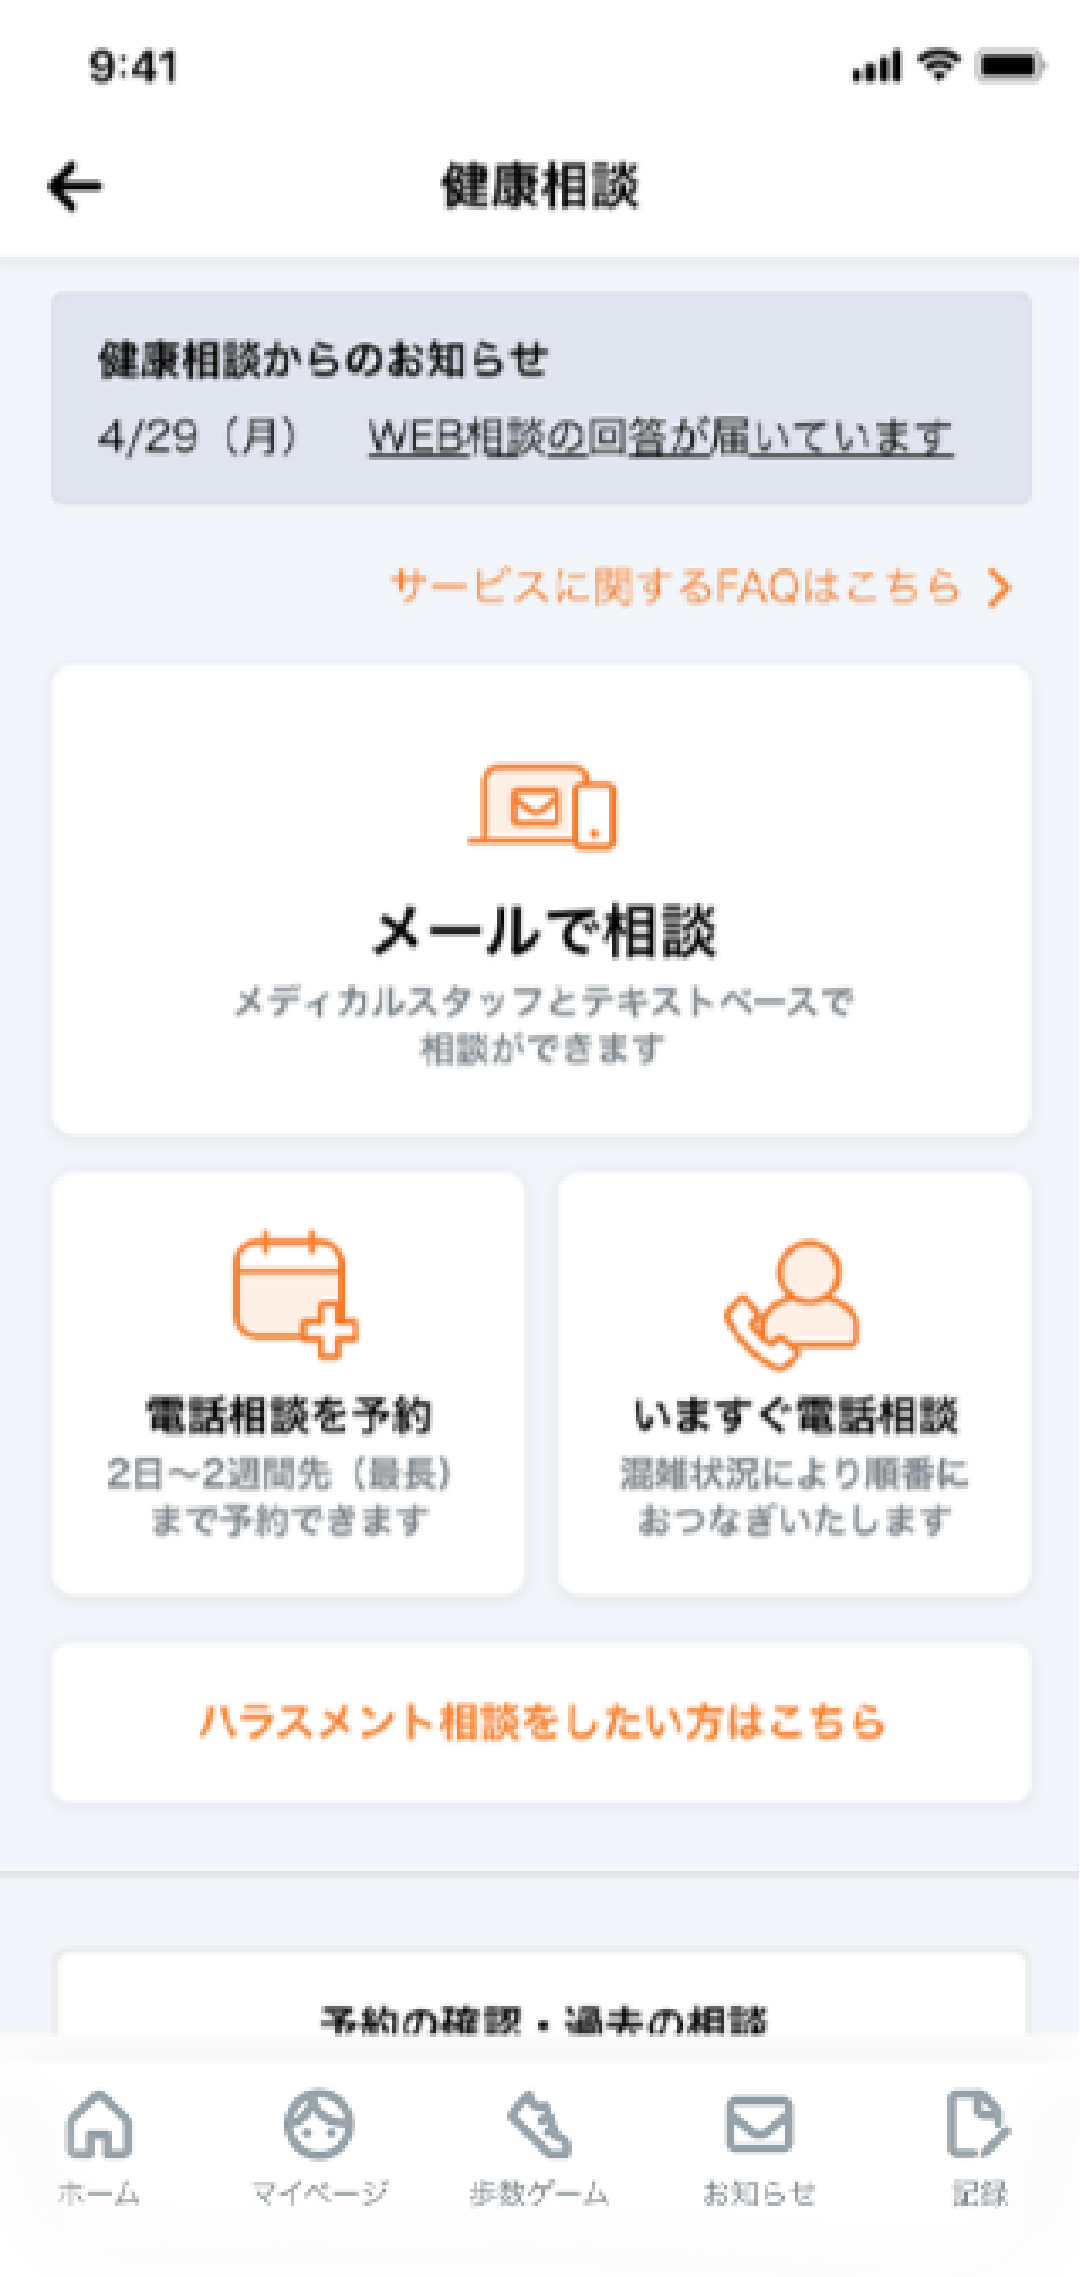 9:41
健康相談
健康相談からのお知らせ
4/29（月） WEB相談の回答が届いています
サービスに関するFAQはこちら
メールで相談
メディカルスタッフとテキストベースで
相談ができます
電話相談を予約
2日〜2週間先（最長）
まで予約できます
いますぐ電話相談
混雑状況により順番に
おつなぎいたします
ハラスメント相談をしたい方はこちら
予約の確認・過去の相談
ホーム
マイページ
歩数ゲーム
お知らせ
記録